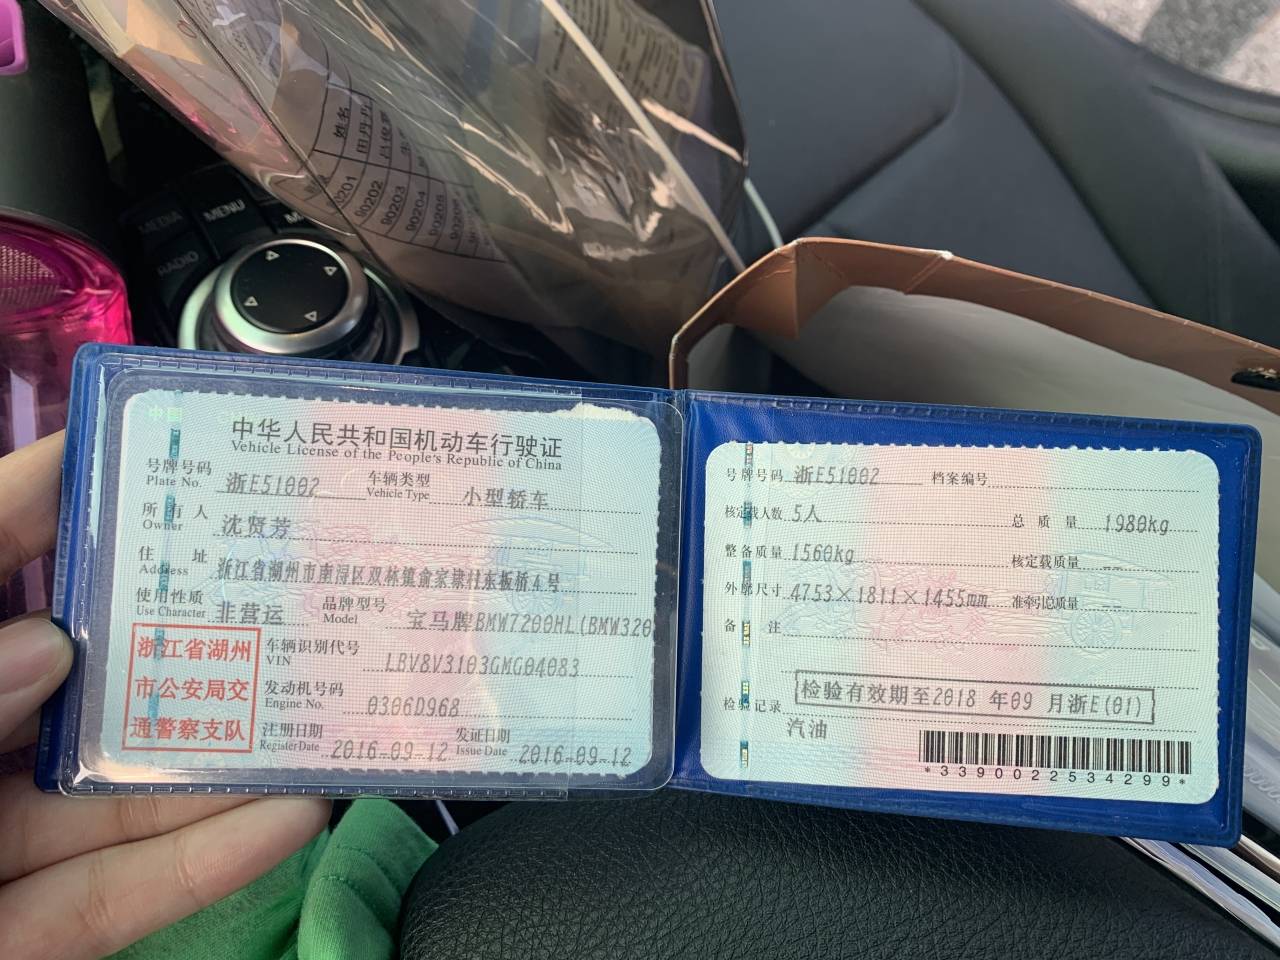 姓名
90201
90202
90203
90204
MEDIA
MENU
RADIO
中华人民共和国机动车行驶证
Vehicle License of the People's Republic of China
号牌号码 浙E51002 车辆类型 小型轿车
Plate No. Vehicle Type
所有人 沈贤芳
Owner
住址 浙江省湖州市南浔区双林镇俞家埭村东板桥4号
Address
使用性质 非营运 品牌型号 宝马牌BMW7200HL(BMW320
Use Character Model
浙江省湖州
市公安局交
通警察支队
车辆识别代号 LBV8V3103GMG04083
VIN
发动机号码 0306D968
Engine No.
注册日期 2016-09-12 发证日期 2016-09-12
Register Date Issue Date
号牌号码 浙E51002 档案编号
核定载人数 5人 总质量 1980kg
整备质量 1560kg 核定载质量 --
外廓尺寸 4753×1811×1455mm 准牵引总质量 --
备注
检验记录 检验有效期至2018 年09 月浙E(01)
汽油
*3390022534299*